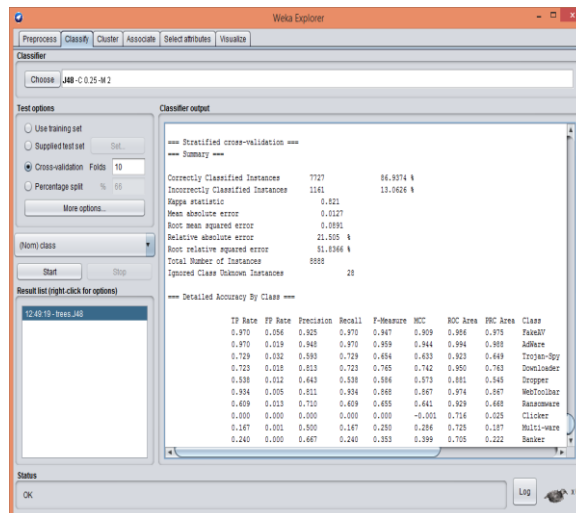 Weka Explorer
Preprocess Classify Cluster Associate Select attributes Visualize
Classifier
Choose J48 -C 0.25 -M 2
Test options
Use training set
Supplied test set Set...
Cross-validation Folds 10
Percentage split % 66
More options...
(Nom) class
Start Stop
Result list (right-click for options)
12:49:19 - trees.J48
Classifier output
=== Stratified cross-validation ===
=== Summary ===
Correctly Classified Instances 7727 86.9374 %
Incorrectly Classified Instances 1161 13.0626 %
Kappa statistic 0.821
Mean absolute error 0.0127
Root mean squared error 0.0891
Relative absolute error 21.505 %
Root relative squared error 51.8366 %
Total Number of Instances 8888
Ignored Class Unknown Instances 28
=== Detailed Accuracy By Class ===
TP Rate FP Rate Precision Recall F-Measure MCC ROC Area PRC Area Class
0.970 0.056 0.925 0.970 0.947 0.909 0.986 0.975 FakeAV
0.970 0.019 0.948 0.970 0.959 0.944 0.994 0.988 AdWare
0.729 0.032 0.593 0.729 0.654 0.633 0.923 0.649 Trojan-Spy
0.723 0.018 0.813 0.723 0.765 0.742 0.950 0.763 Downloader
0.538 0.012 0.643 0.538 0.586 0.573 0.881 0.545 Dropper
0.934 0.005 0.811 0.934 0.868 0.867 0.974 0.867 WebToolbar
0.609 0.013 0.710 0.609 0.655 0.641 0.929 0.668 Ransomware
0.000 0.000 0.000 0.000 0.000 -0.001 0.716 0.025 Clicker
0.167 0.001 0.500 0.167 0.250 0.286 0.725 0.187 Multi-ware
0.240 0.000 0.667 0.240 0.353 0.399 0.705 0.222 Banker
Status
OK
Log
x